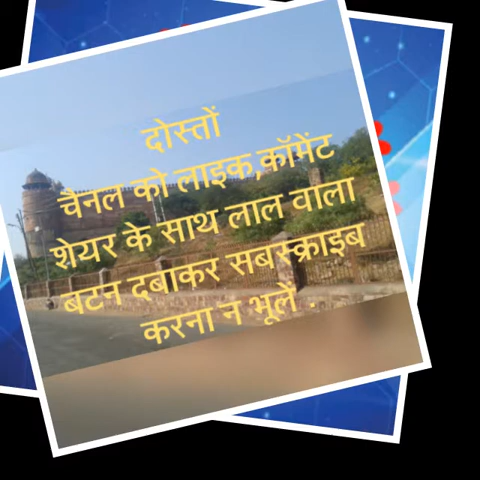 दोस्तों
चैनल को लाइक,कॉमेंट
शेयर के साथ लाल वाला
बटन दबाकर सबस्क्राइब
करना न भूलें .